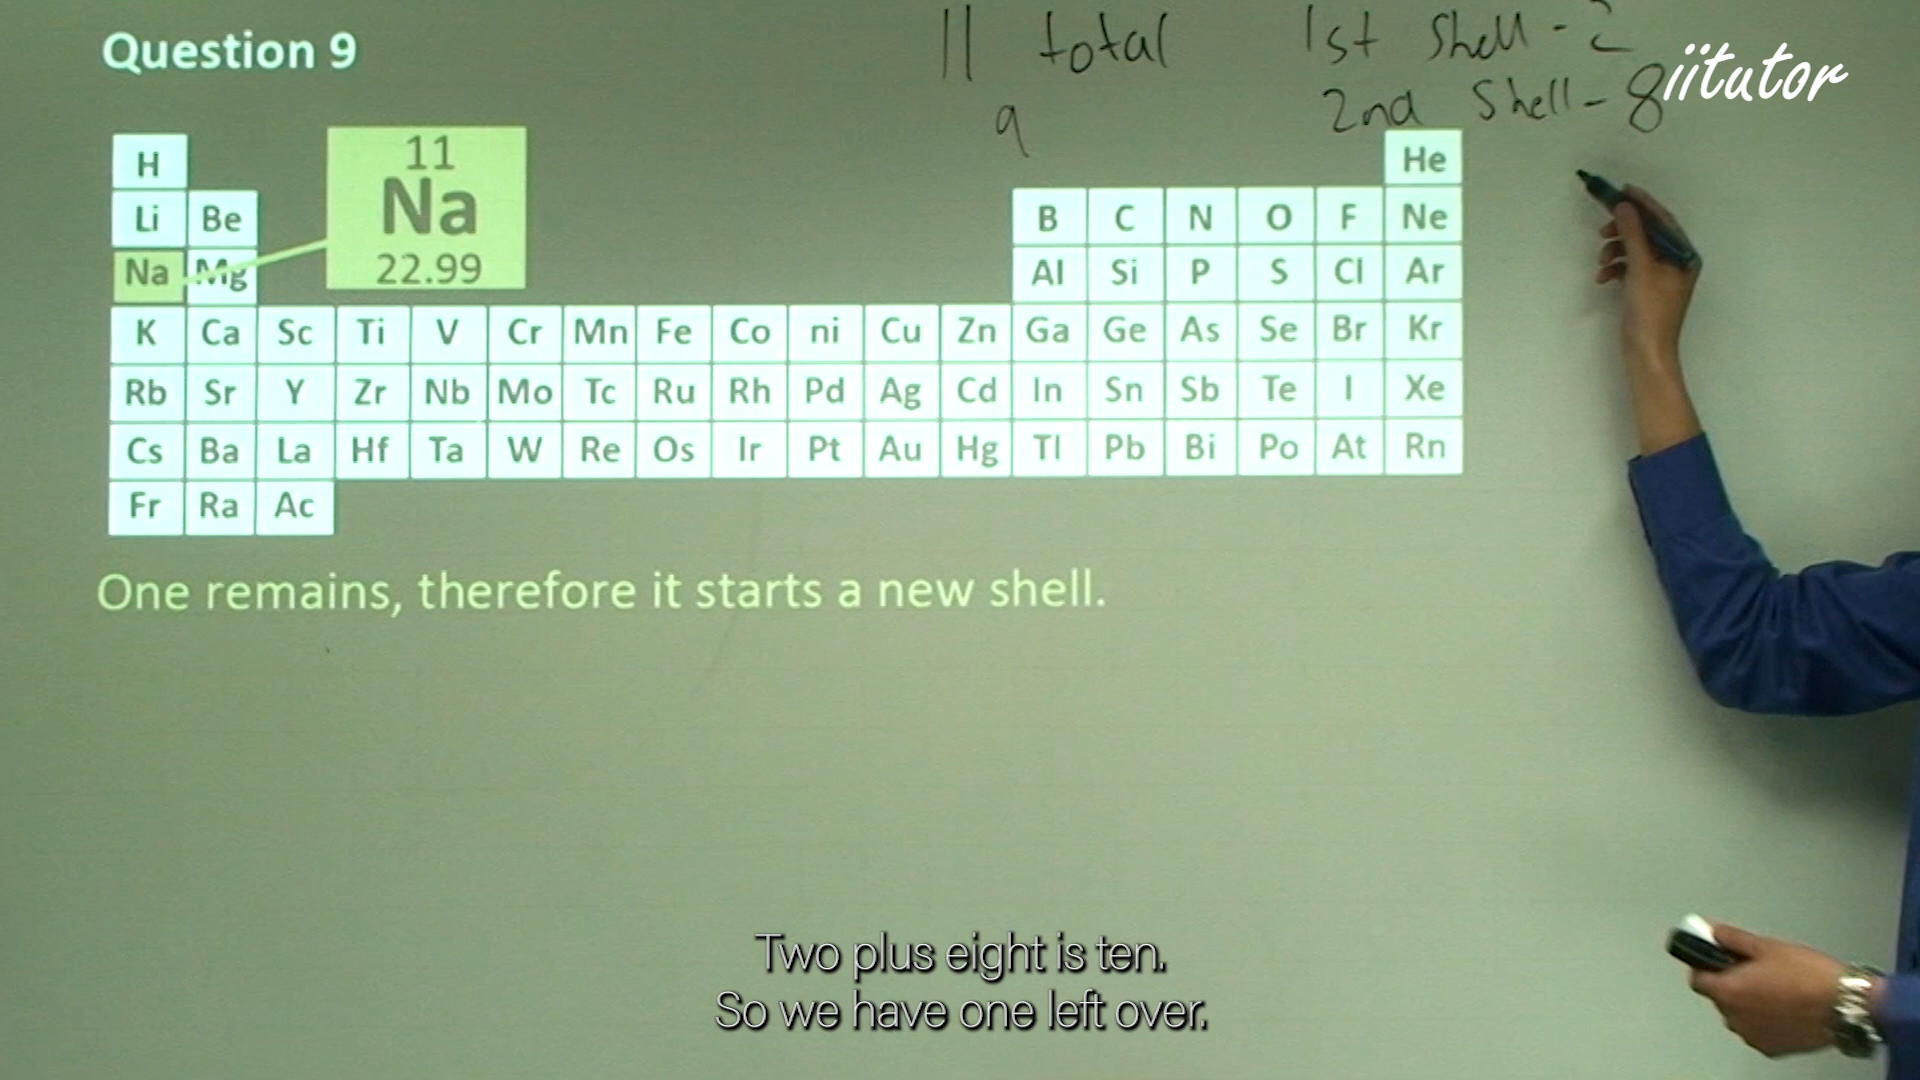 Question 9
11 total
1st Shell - 2
iitutor
9
2nd Shell - 8
11
Na
22.99
H He
Li Be B C N O F Ne
Na Mg Al Si P S Cl Ar
K Ca Sc Ti V Cr Mn Fe Co ni Cu Zn Ga Ge As Se Br Kr
Rb Sr Y Zr Nb Mo Tc Ru Rh Pd Ag Cd In Sn Sb Te I Xe
Cs Ba La Hf Ta W Re Os Ir Pt Au Hg Tl Pb Bi Po At Rn
Fr Ra Ac
One remains, therefore it starts a new shell.
Two plus eight is ten.
So we have one left over.